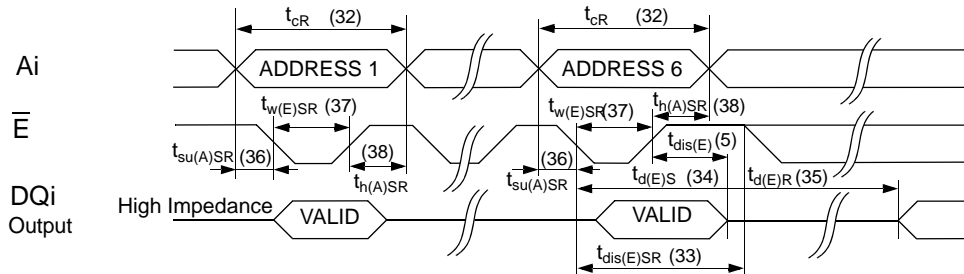 tcR (32) tcR (32)
Ai ADDRESS 1 ADDRESS 6
tw(E)SR (37) tw(E)SR (37) th(A)SR (38)
E
tsu(A)SR (36) (38) th(A)SR tsu(A)SR (36) tdis(E) (5)
td(E)S (34) td(E)R (35)
DQi
Output High Impedance VALID VALID
tdis(E)SR (33)